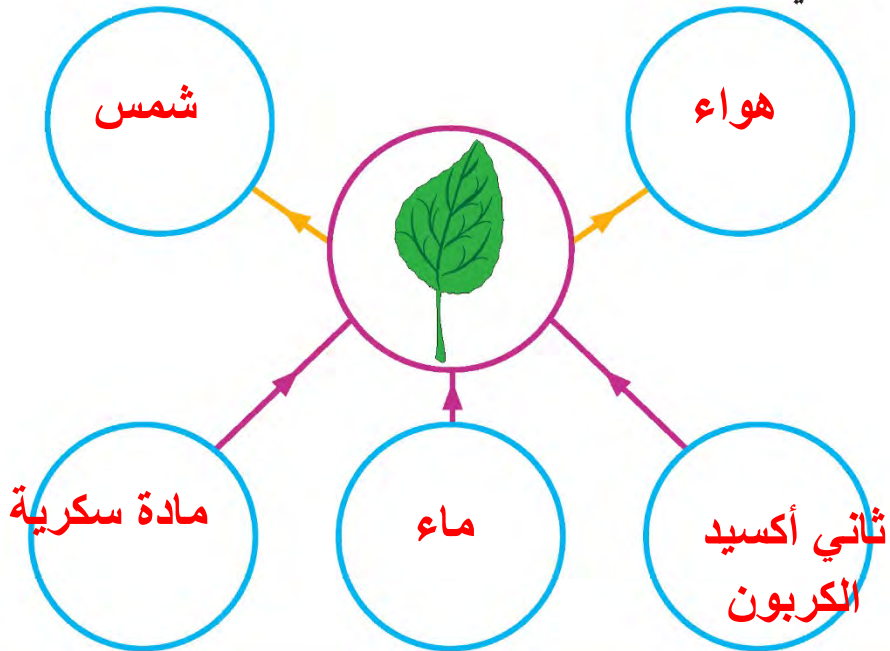 هواء
شمس
ثاني أكسيد
الكربون
ماء
مادة سكرية